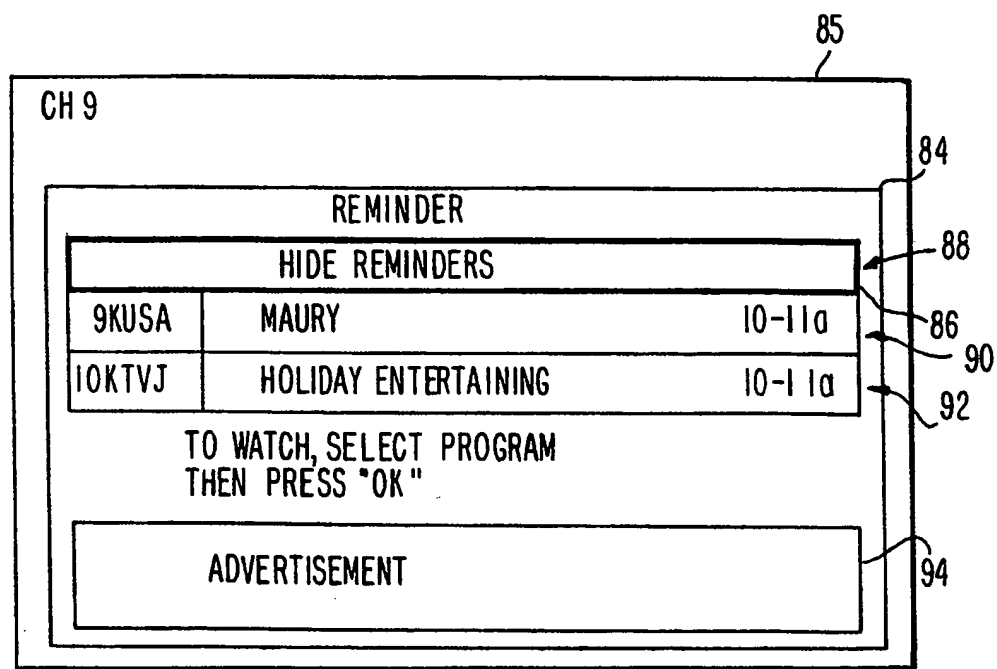 85
CH 9
84
REMINDER
HIDE REMINDERS
88
86
9KUSA MAURY 10-11a
90
10KTVJ HOLIDAY ENTERTAINING 10-11a
92
TO WATCH, SELECT PROGRAM
THEN PRESS "OK"
ADVERTISEMENT
94